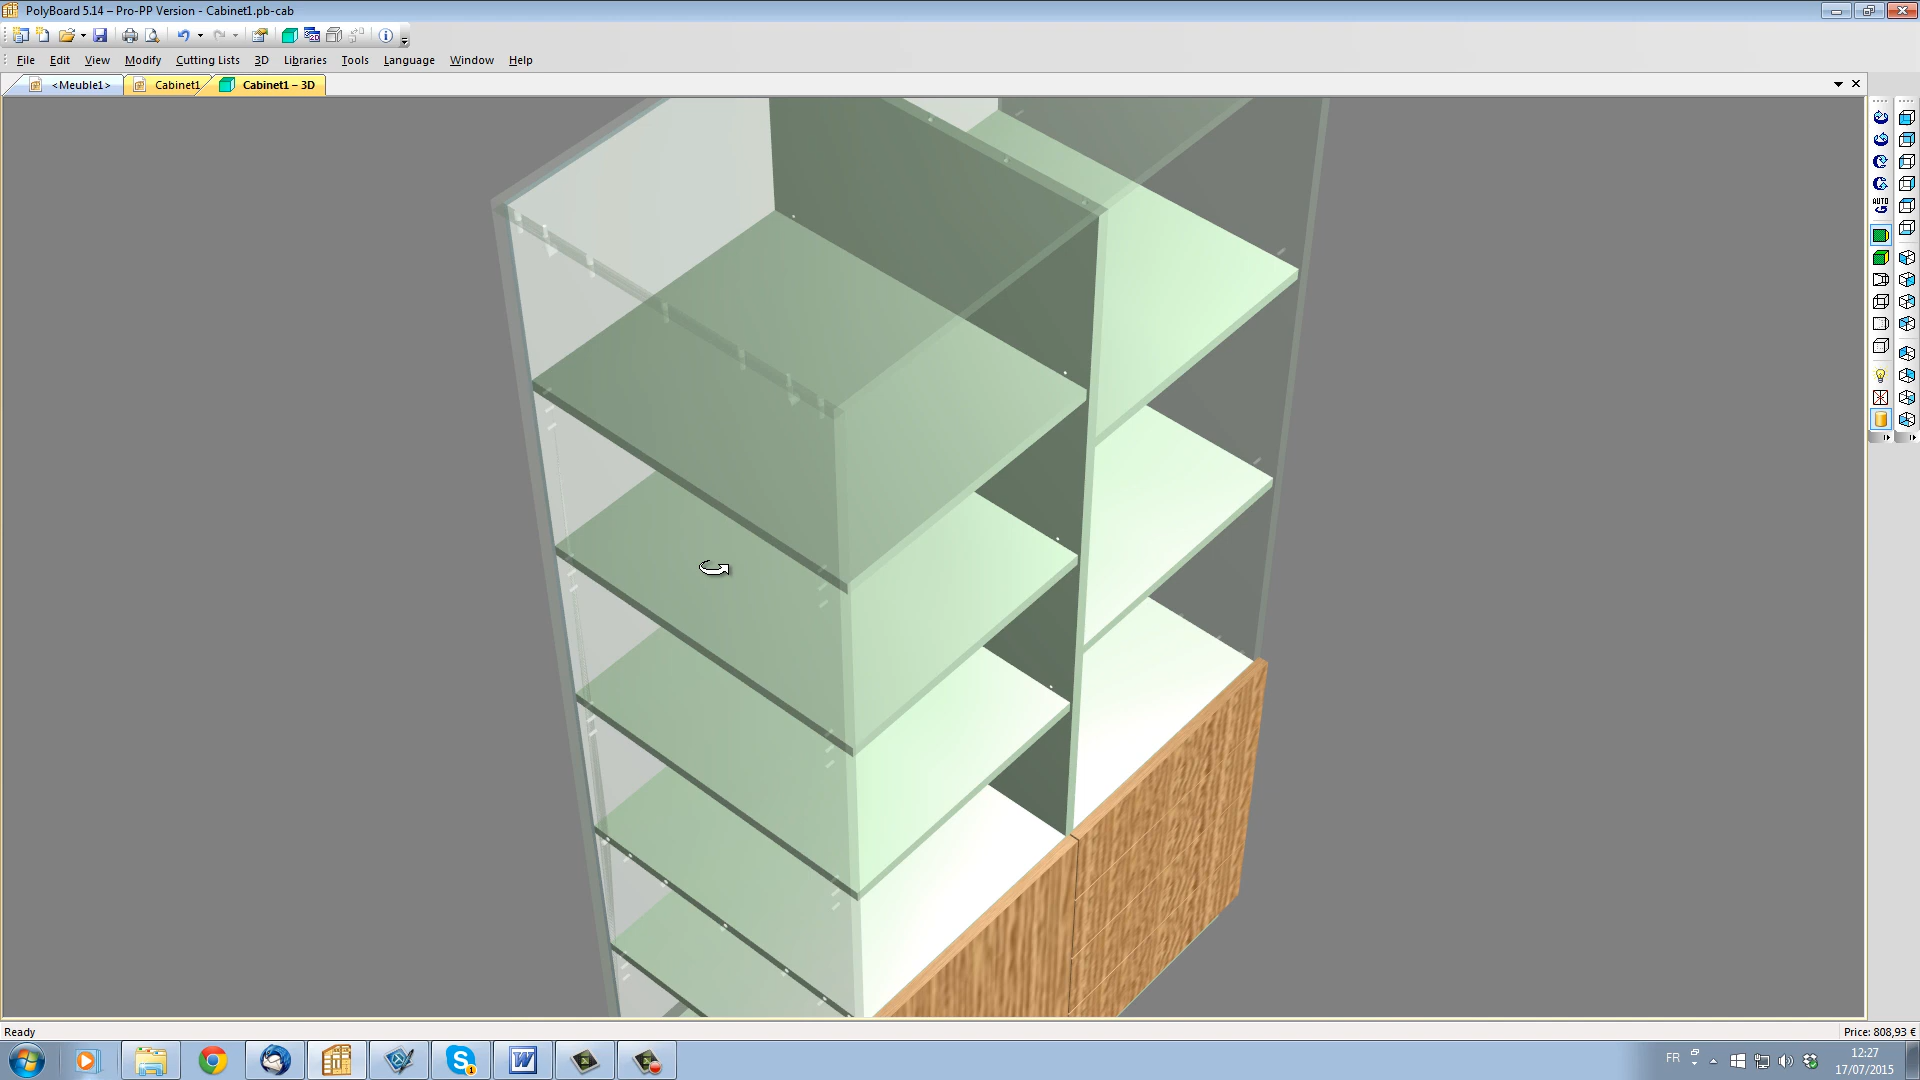 PolyBoard 5.14 – Pro-PP Version - Cabinet1.pb-cab
File Edit View Modify Cutting Lists 3D Libraries Tools Language Window Help
<Meuble1> Cabinet1 Cabinet1 – 3D
AUTO
Ready
Price: 808,93 €
FR
12:27
17/07/2015